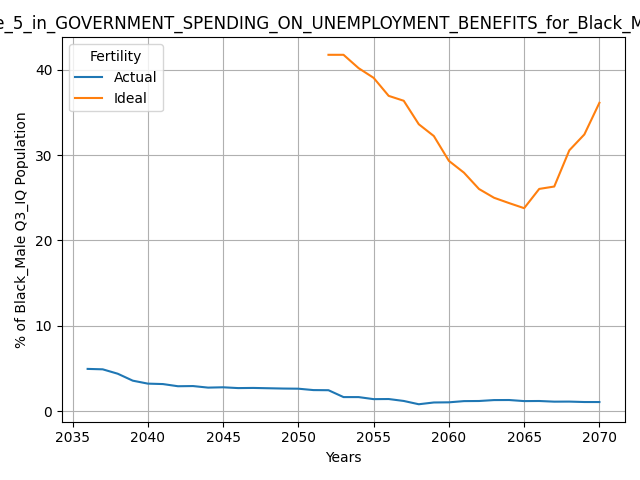 e_5_in_GOVERNMENT_SPENDING_ON_UNEMPLOYMENT_BENEFITS_for_Black_M
Fertility
Actual
Ideal
% of Black_Male Q3_IQ Population
40
30
20
10
0
2035 2040 2045 2050 2055 2060 2065 2070
Years